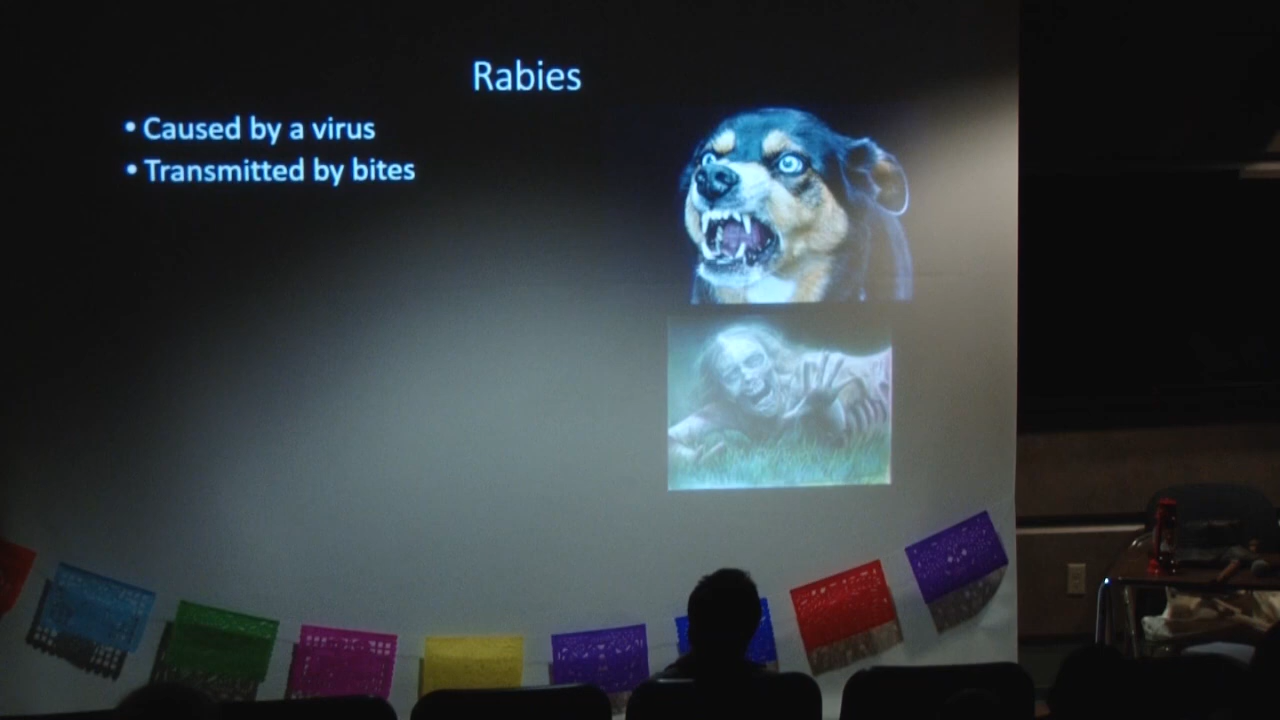 Rabies
• Caused by a virus
• Transmitted by bites